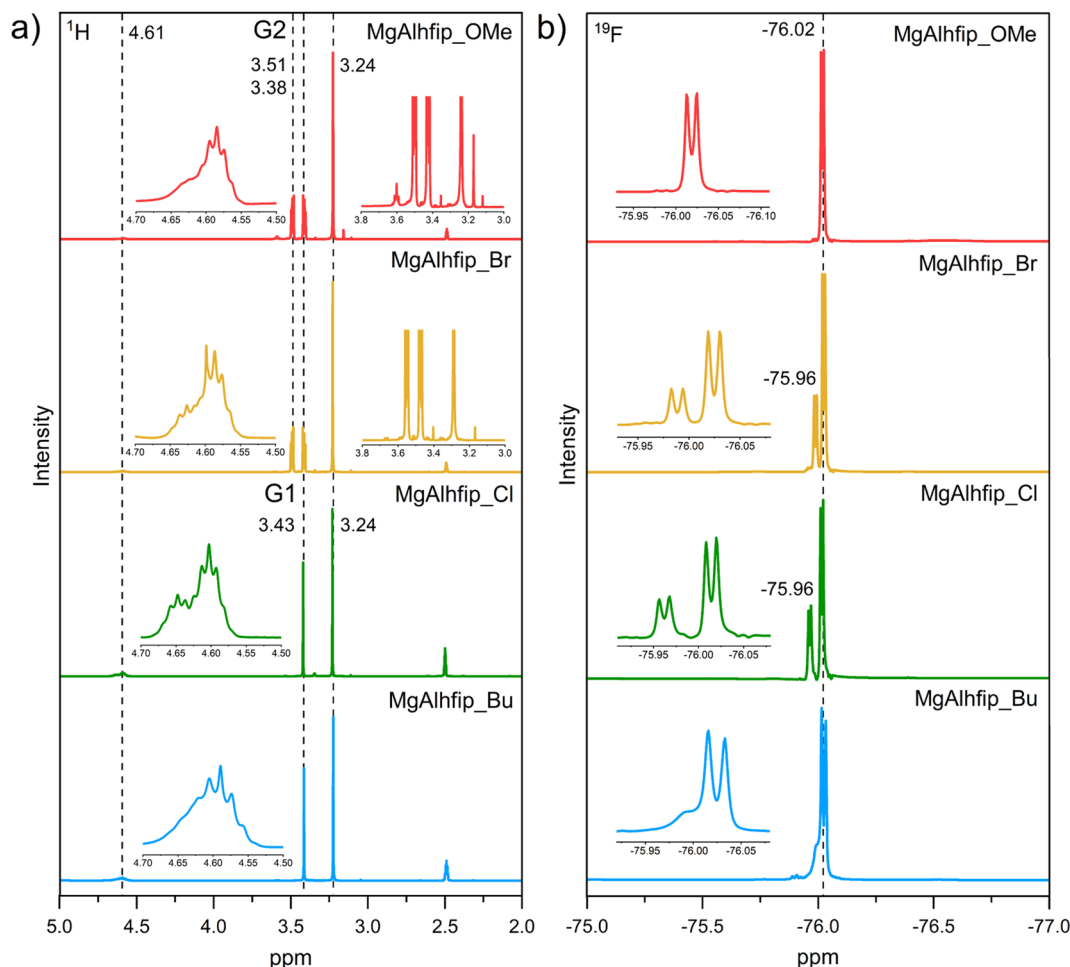 a)
¹H
4.61
G2
MgAlhfip_OMe
3.51
3.38
3.24
4.70 4.65 4.60 4.55 4.50
3.8 3.6 3.4 3.2 3.0
MgAlhfip_Br
4.70 4.65 4.60 4.55 4.50
3.8 3.6 3.4 3.2 3.0
G1
MgAlhfip_Cl
3.43
3.24
4.70 4.65 4.60 4.55 4.50
MgAlhfip_Bu
4.70 4.65 4.60 4.55 4.50
Intensity
5.0 4.5 4.0 3.5 3.0 2.5 2.0
ppm
b)
¹⁹F
-76.02
MgAlhfip_OMe
-75.95 -76.00 -76.05 -76.10
MgAlhfip_Br
-75.96
-75.95 -76.00 -76.05
MgAlhfip_Cl
-75.96
-75.95 -76.00 -76.05
MgAlhfip_Bu
-75.95 -76.00 -76.05
Intensity
-75.0 -75.5 -76.0 -76.5 -77.0
ppm